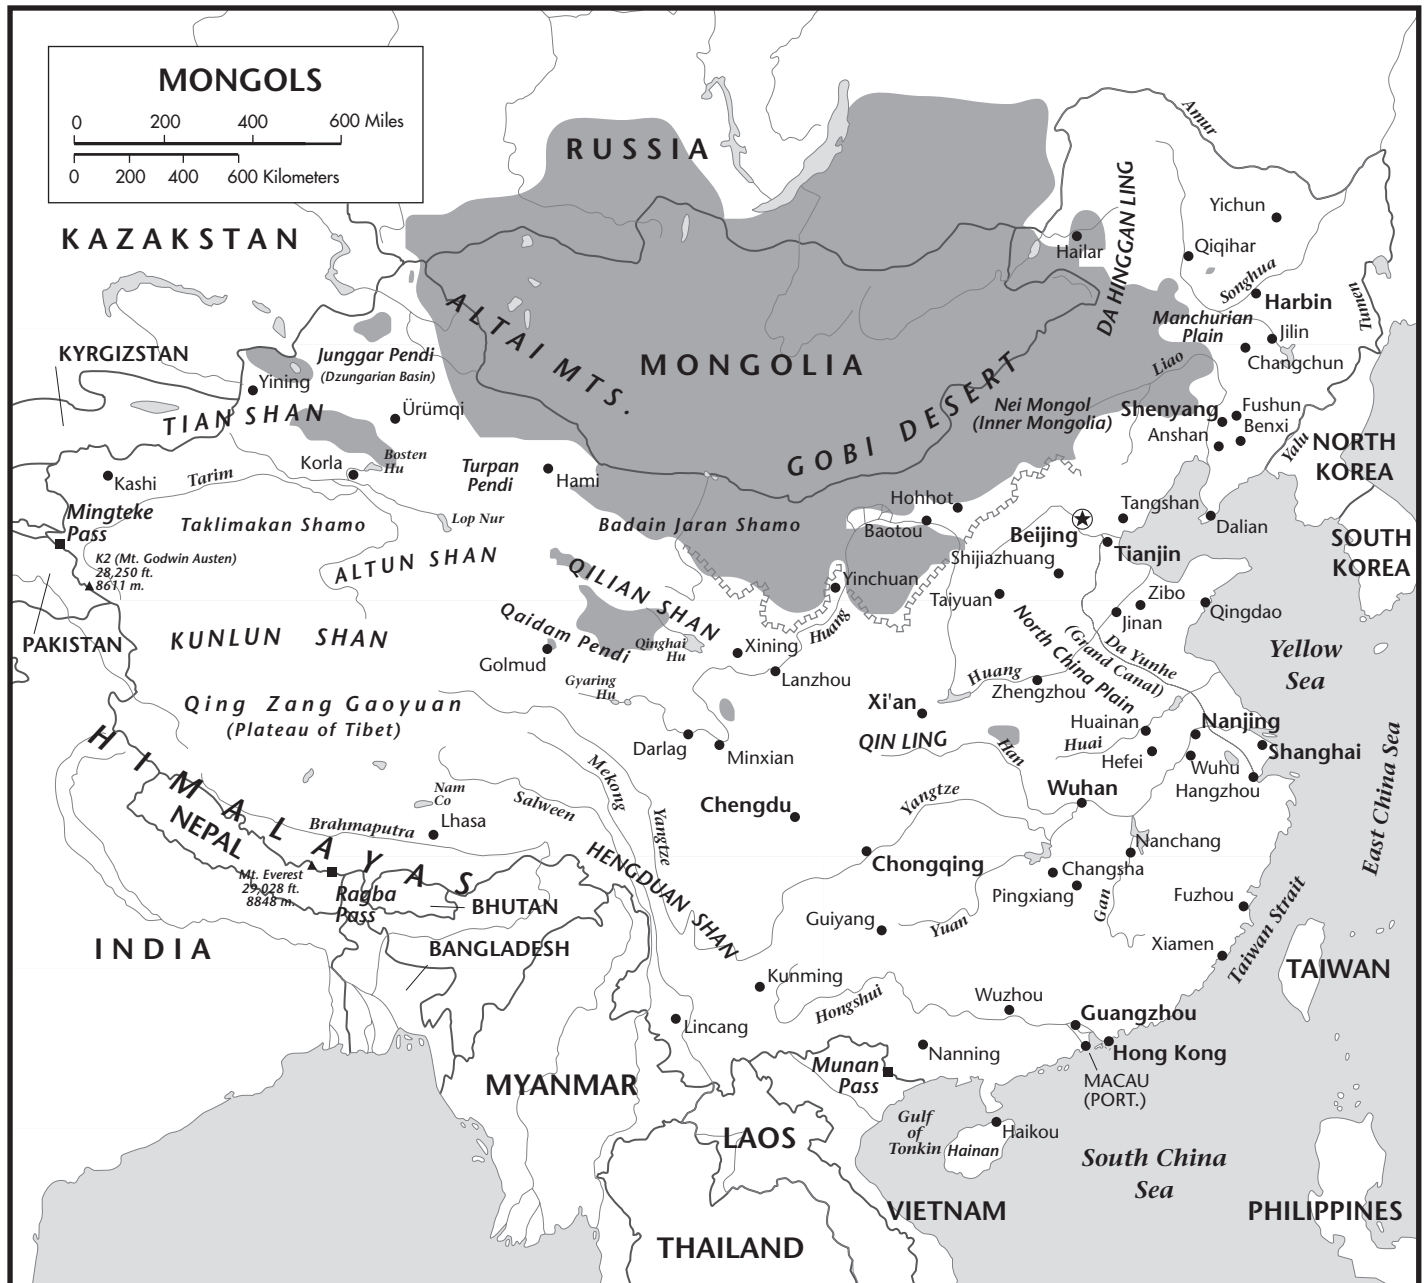 MONGOLS
0 200 400 600 Miles
0 200 400 600 Kilometers
RUSSIA
KAZAKSTAN
Amur
DA HINGGAN LING
Yichun
Hailar
Qiqihar
Songhua
Harbin
Tumen
ALTAI MTS.
Manchurian
Plain
Jilin
KYRGIZSTAN
Junggar Pendi
(Dzungarian Basin)
MONGOLIA
Liao
Changchun
Yining
TIAN SHAN
Ürümqi
GOBI DESERT
Nei Mongol
(Inner Mongolia)
Shenyang
Fushun
Benxi
Anshan
Yalu
NORTH
KOREA
Korla
Bosten
Hu
Turpan
Pendi
Hami
Kashi
Tarim
Hohhot
Tangshan
Mingteke
Pass
Taklimakan Shamo
Lop Nur
Badain Jaran Shamo
Baotou
Beijing
Dalian
SOUTH
KOREA
K2 (Mt. Godwin Austen)
28,250 ft.
8611 m.
ALTUN SHAN
QILIAN SHAN
Shijiazhuang
Tianjin
Yinchuan
Taiyuan
Zibo
Qingdao
Jinan
PAKISTAN
KUNLUN SHAN
Qaidam Pendi
Qinghai
Hu
Xining
Huang
North China Plain
Da Yunhe
(Grand Canal)
Yellow
Sea
Golmud
Gyaring
Hu
Lanzhou
Huang
Zhengzhou
Qing Zang Gaoyuan
(Plateau of Tibet)
Xi'an
Huainan
Nanjing
Darlag
Minxian
QIN LING
Han
Huai
Hefei
Shanghai
Wuhu
Hangzhou
East China Sea
HIMALAYAS
Mekong
Nam
Co
Salween
Chengdu
Yangtze
Wuhan
NEPAL
Brahmaputra
Lhasa
Yangtze
Nanchang
Mt. Everest
29,028 ft.
8848 m.
HENGDUAN SHAN
Chongqing
Changsha
Ragba
Pass
BHUTAN
Pingxiang
Gan
Fuzhou
Guiyang
Yuan
Taiwan Strait
INDIA
BANGLADESH
Xiamen
TAIWAN
Kunming
Hongshui
Wuzhou
Guangzhou
Lincang
Nanning
Hong Kong
MYANMAR
Munan
Pass
MACAU
(PORT.)
LAOS
Gulf
of
Tonkin
Haikou
Hainan
South China
Sea
VIETNAM
PHILIPPINES
THAILAND